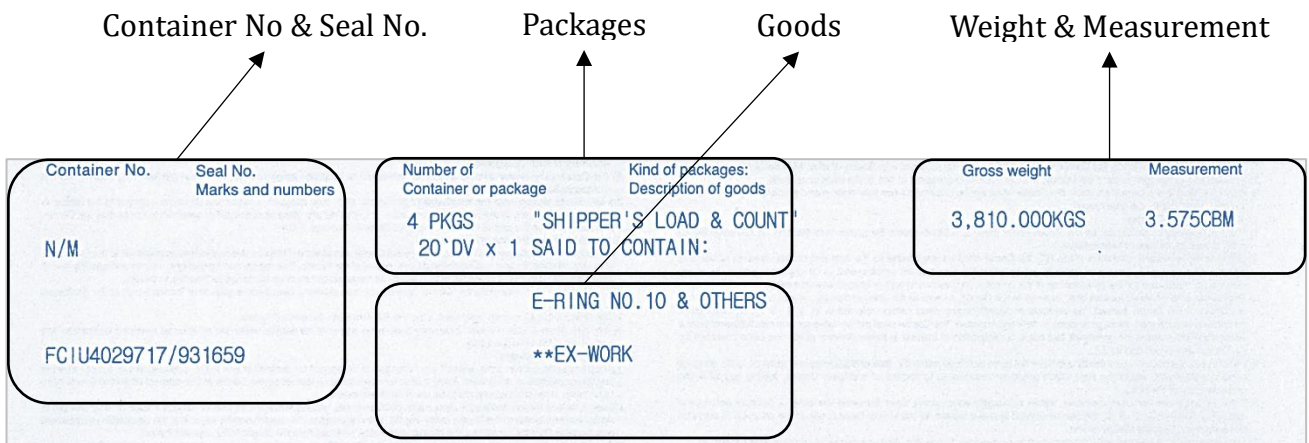 Container No & Seal No.
Packages
Goods
Weight & Measurement
Container No.
Seal No.
Marks and numbers
Number of
Container or package
Kind of packages:
Description of goods
Gross weight
Measurement
4 PKGS "SHIPPER'S LOAD & COUNT"
3,810.000KGS
3.575CBM
N/M
20`DV x 1 SAID TO CONTAIN:
E-RING NO.10 & OTHERS
FCIU4029717/931659
**EX-WORK